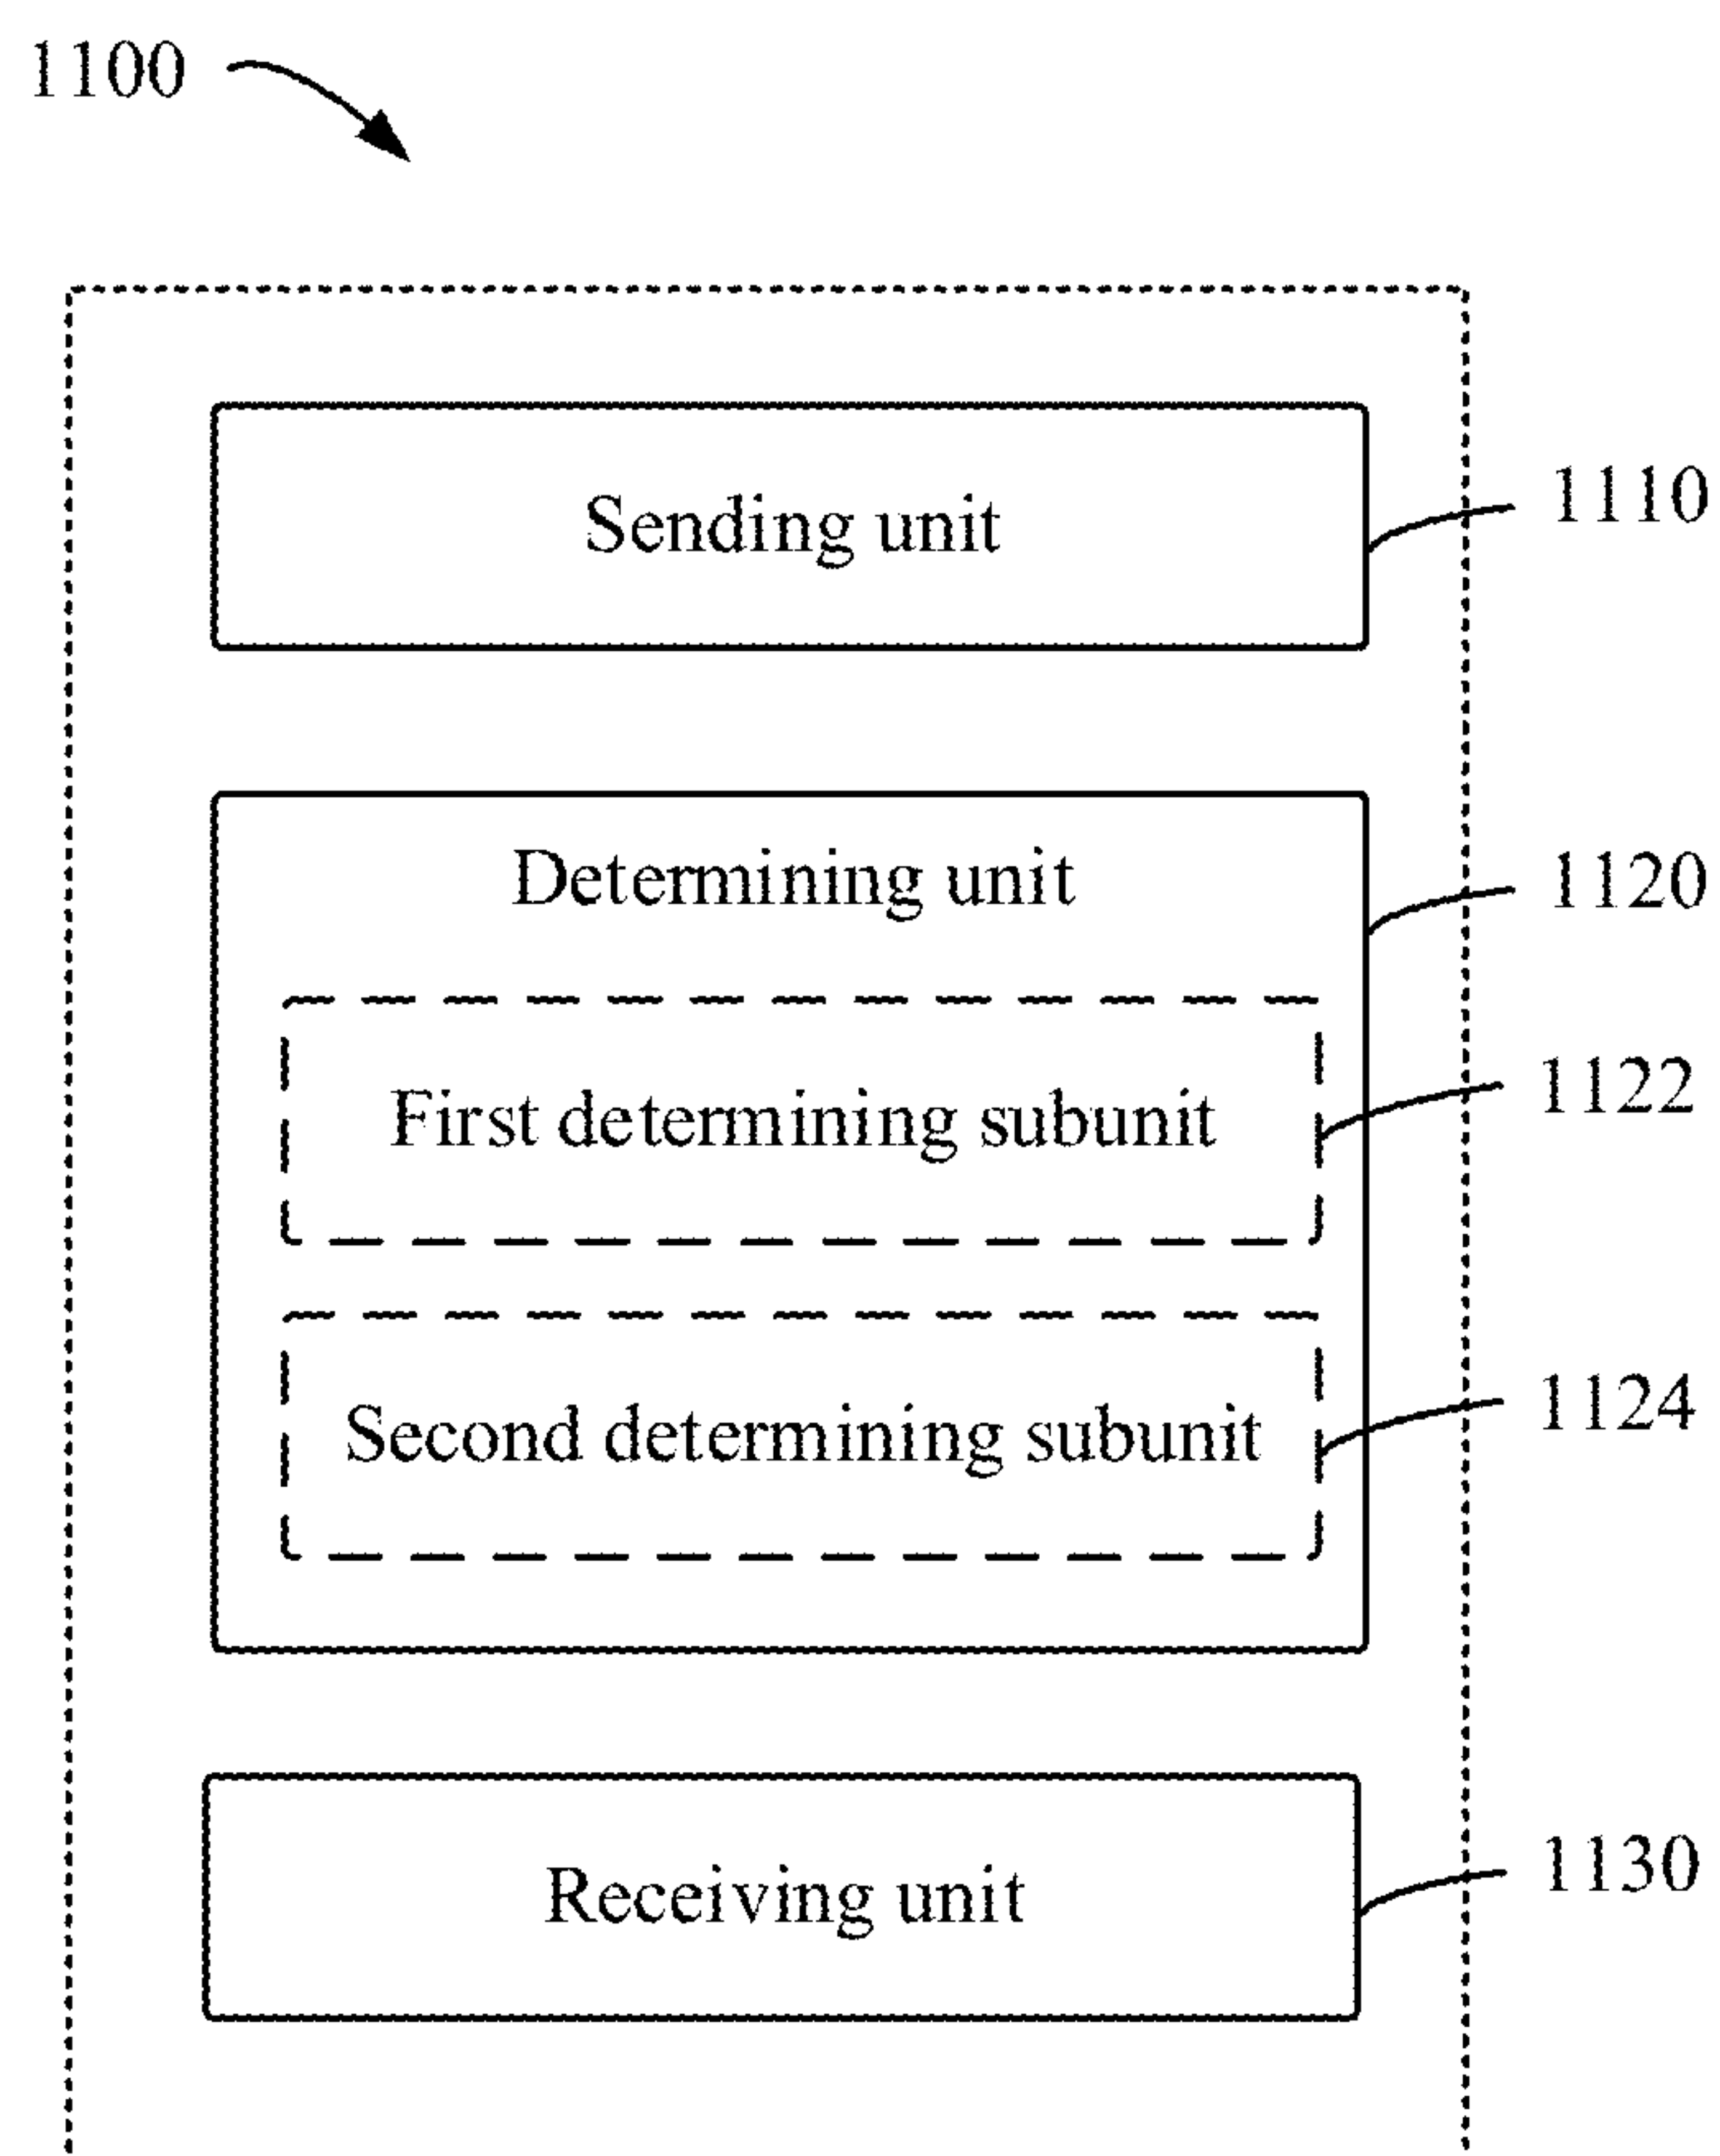 1100
Sending unit
1110
Determining unit
1120
First determining subunit
1122
Second determining subunit
1124
Receiving unit
1130